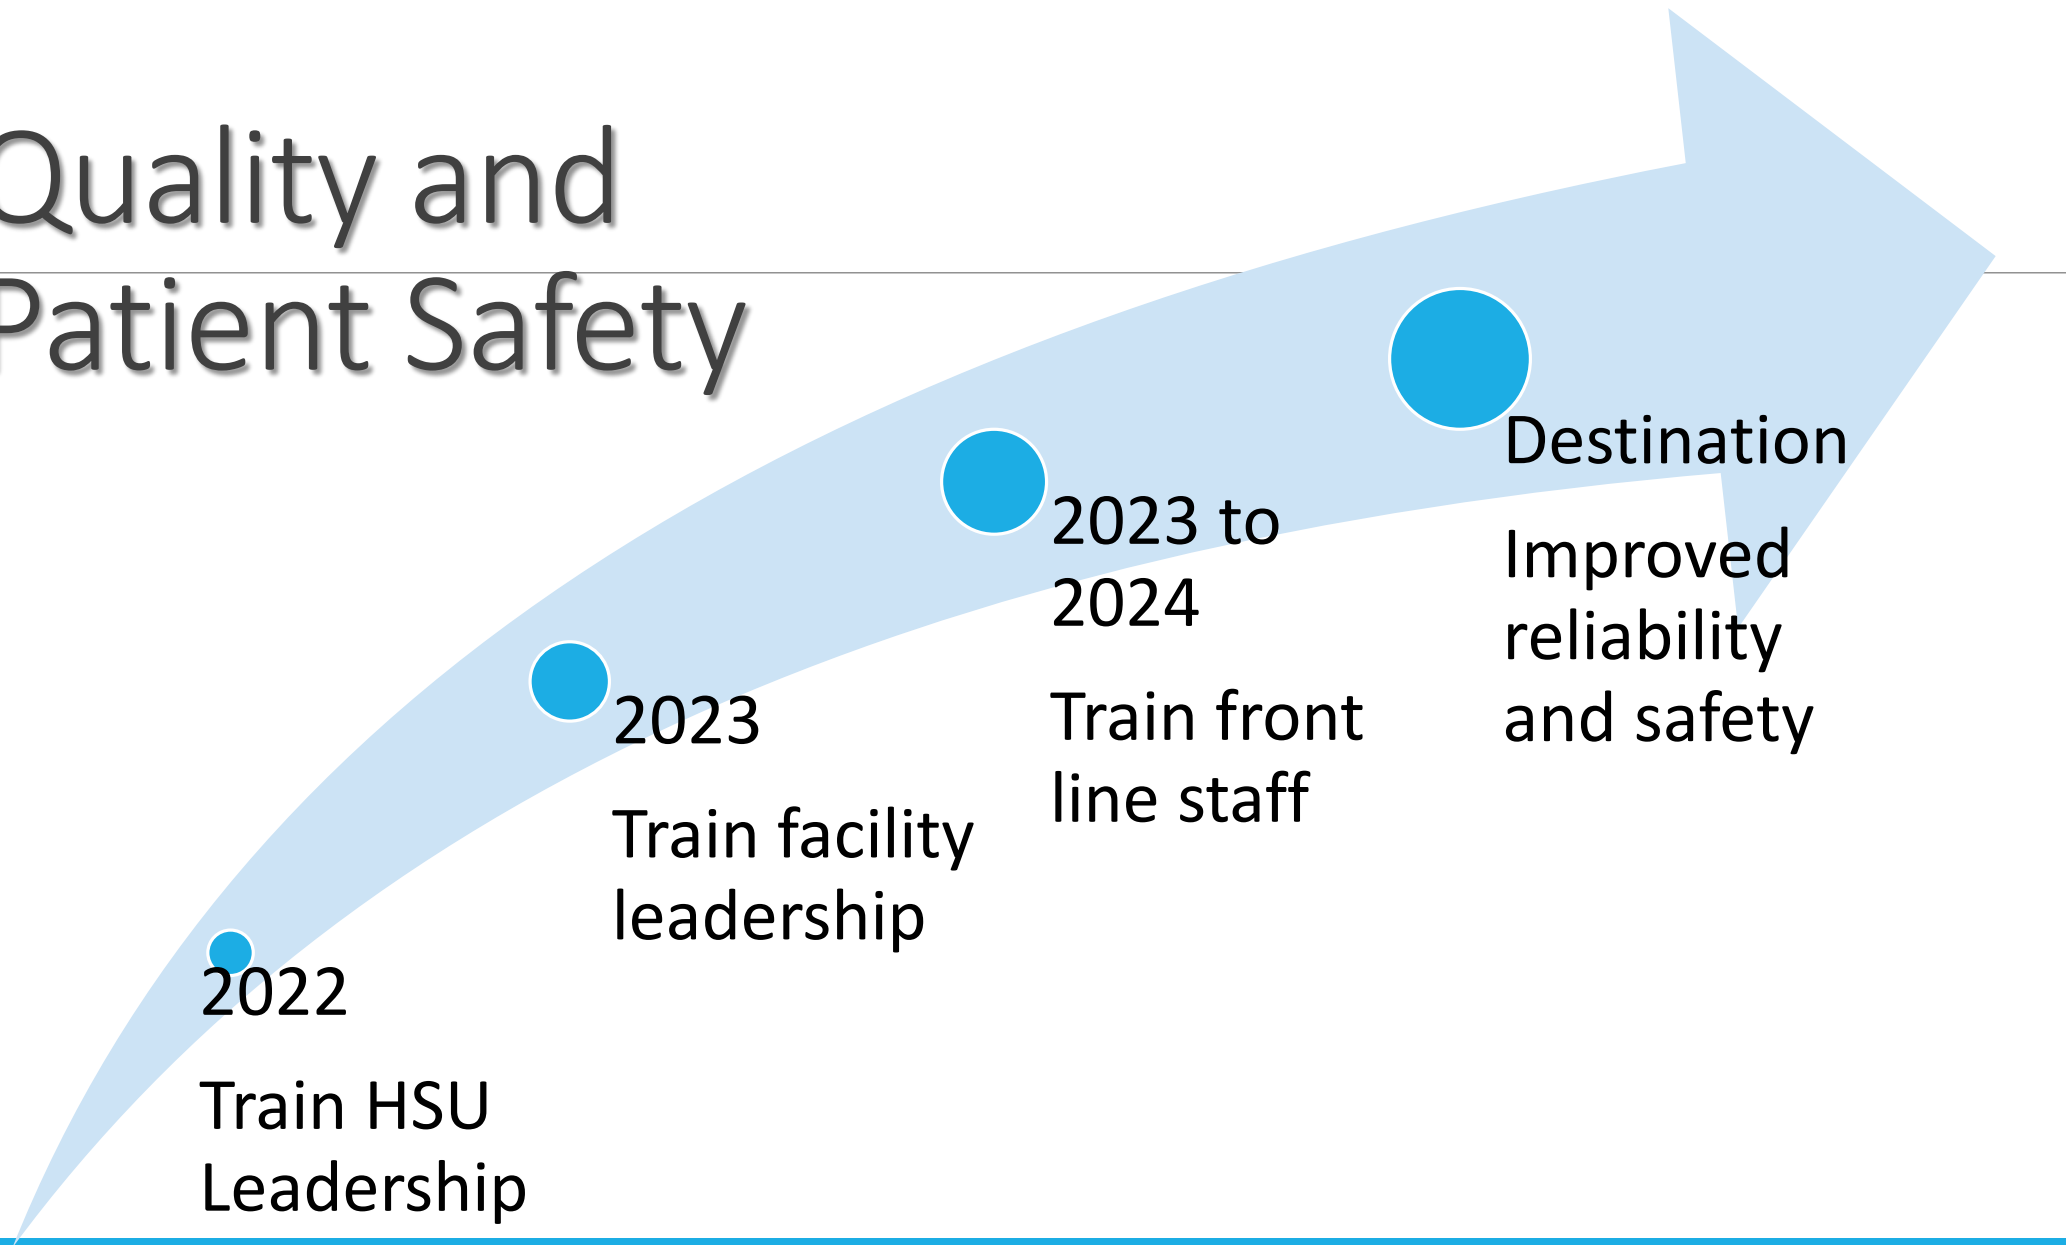 Quality and
Patient Safety
2022
Train HSU
Leadership
2023
Train facility
leadership
2023 to
2024
Train front
line staff
Destination
Improved
reliability
and safety